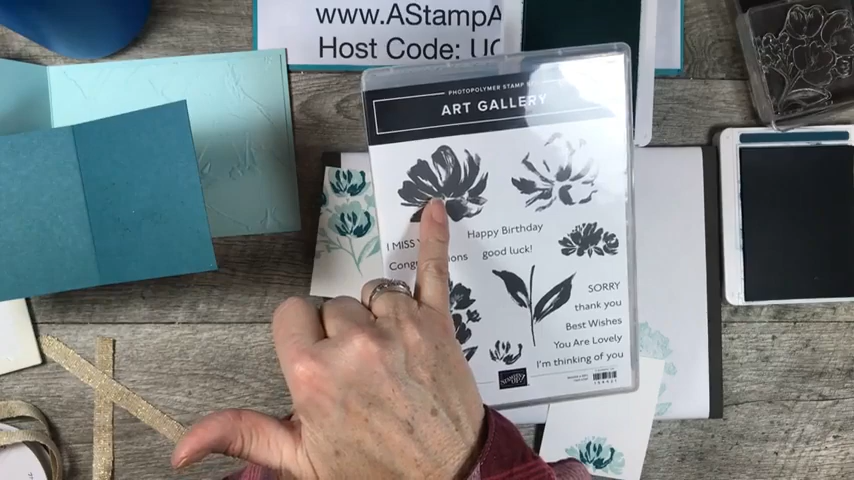 www.AStampA
Host Code: UC
PHOTOPOLYMER STAMP
ART GALLERY
I MISS
Happy Birthday
good luck!
SORRY
thank you
Best Wishes
You Are Lovely
I'm thinking of you